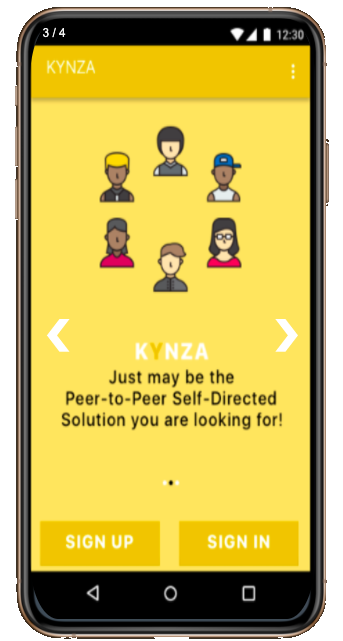 3 / 4
12:30
KYNZA
KYNZA
Just may be the
Peer-to-Peer Self-Directed
Solution you are looking for!
SIGN UP
SIGN IN